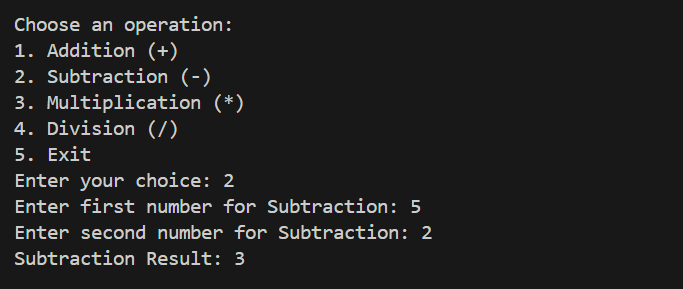 Choose an operation:
1. Addition (+)
2. Subtraction (-)
3. Multiplication (*)
4. Division (/)
5. Exit
Enter your choice: 2
Enter first number for Subtraction: 5
Enter second number for Subtraction: 2
Subtraction Result: 3